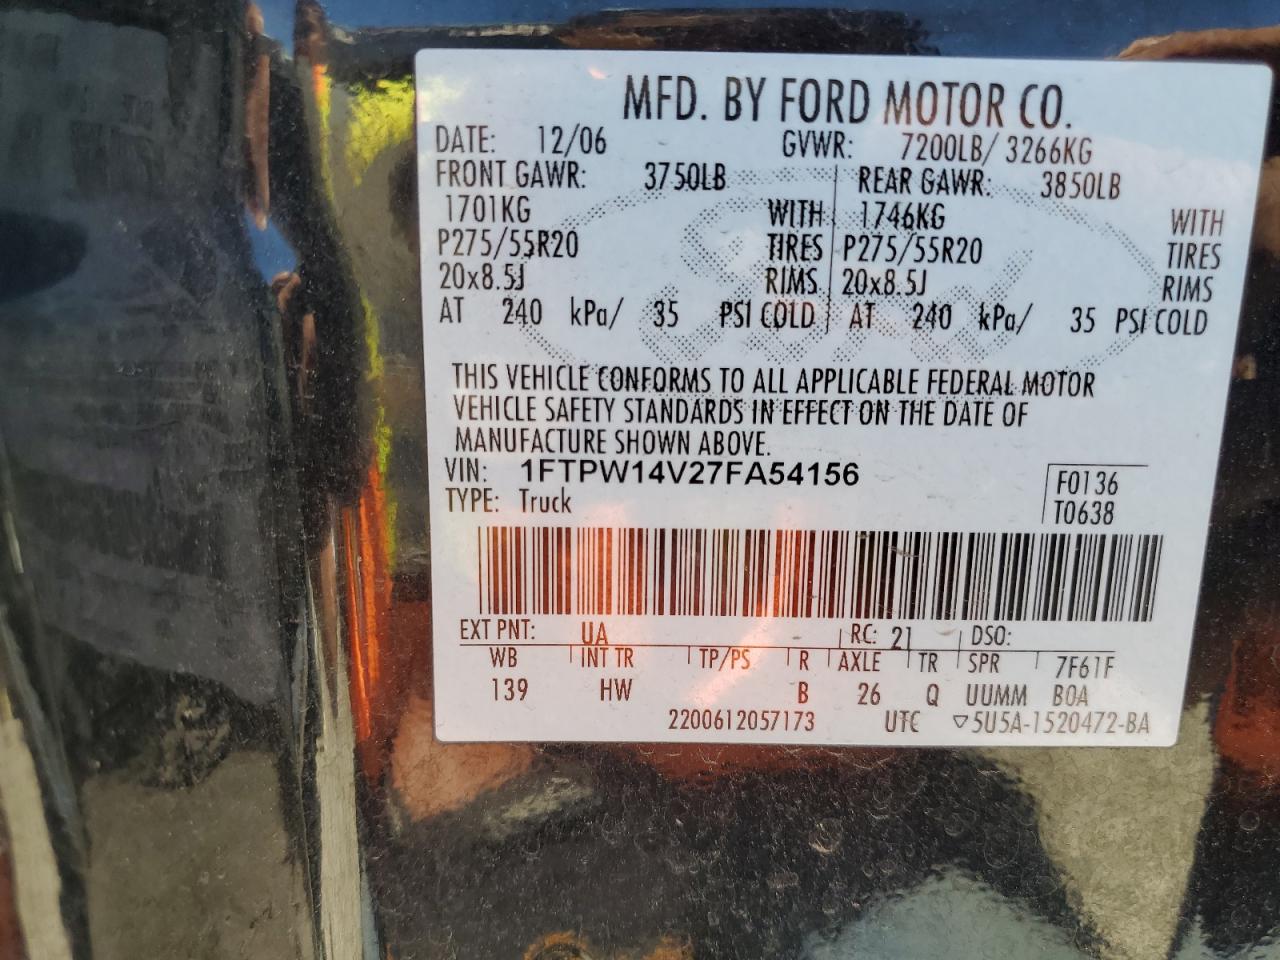 MFD. BY FORD MOTOR CO.
DATE: 12/06 GVWR: 7200LB/ 3266KG
FRONT GAWR: 3750LB REAR GAWR: 3850LB
1701KG WITH 1746KG WITH
P275/55R20 TIRES P275/55R20 TIRES
20x8.5J RIMS 20x8.5J RIMS
AT 240 kPa/ 35 PSI COLD AT 240 kPa/ 35 PSI COLD
Ford
THIS VEHICLE CONFORMS TO ALL APPLICABLE FEDERAL MOTOR
VEHICLE SAFETY STANDARDS IN EFFECT ON THE DATE OF
MANUFACTURE SHOWN ABOVE.
VIN: 1FTPW14V27FA54156 F0136
TYPE: Truck T0638
EXT PNT: UA RC: 21 DSO:
WB INT TR TP/PS R AXLE TR SPR 7F61F
139 HW B 26 Q UUMM BOA
2200612057173 UTC ▽5U5A-1520472-BA